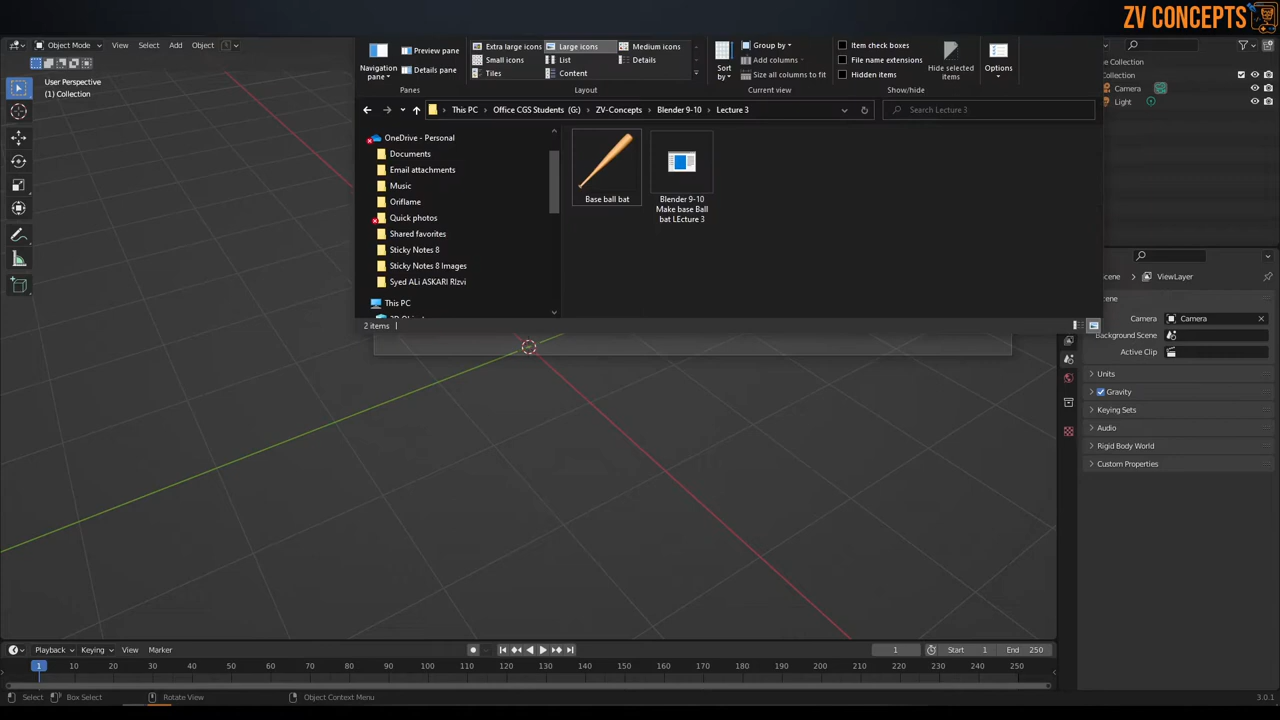 ZV CONCEPTS
Object Mode View Select Add Object
User Perspective
(1) Collection
Navigation pane
Preview pane
Details pane
Panes
Extra large icons Large icons Medium icons
Small icons List Details
Tiles Content
Layout
Sort by
Group by
Add columns
Size all columns to fit
Current view
Item check boxes
File name extensions
Hidden items
Hide selected items
Show/hide
Options
This PC Office CGS Students (G:) ZV-Concepts Blender 9-10 Lecture 3
Search Lecture 3
OneDrive - Personal
Documents
Email attachments
Music
Oriflame
Quick photos
Shared favorites
Sticky Notes 8
Sticky Notes 8 Images
Syed ALi ASKARI RIzvi
This PC
Base ball bat
Blender 9-10
Make base Ball
bat LEcture 3
2 items
ne Collection
Collection
Camera
Light
cene ViewLayer
cene
Camera Camera
Background Scene
Active Clip
Units
Gravity
Keying Sets
Audio
Rigid Body World
Custom Properties
Playback Keying View Marker
1 Start 1 End 250
1 10 20 30 40 50 60 70 80 90 100 110 120 130 140 150 160 170 180 190 200 210 220 230 240 250
Select Box Select Rotate View Object Context Menu
3.0.1